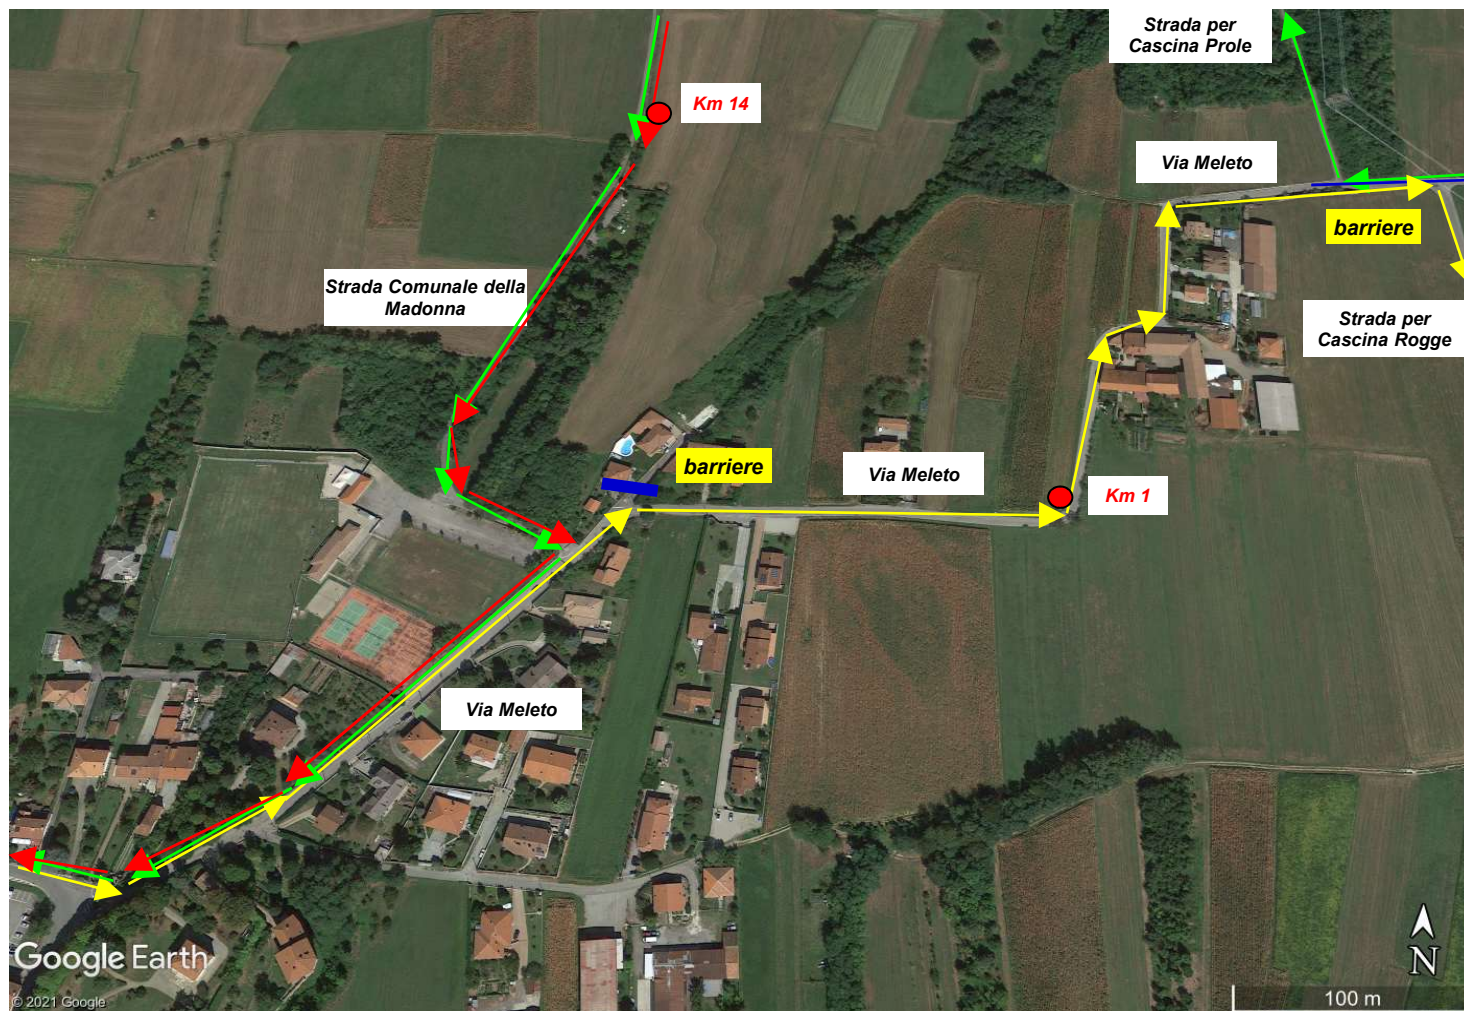 Strada per
Cascina Prole
Km 14
Via Meleto
barriere
Strada Comunale della
Madonna
Strada per
Cascina Rogge
barriere
Via Meleto
Km 1
Via Meleto
Google Earth
N
© 2021 Google
100 m